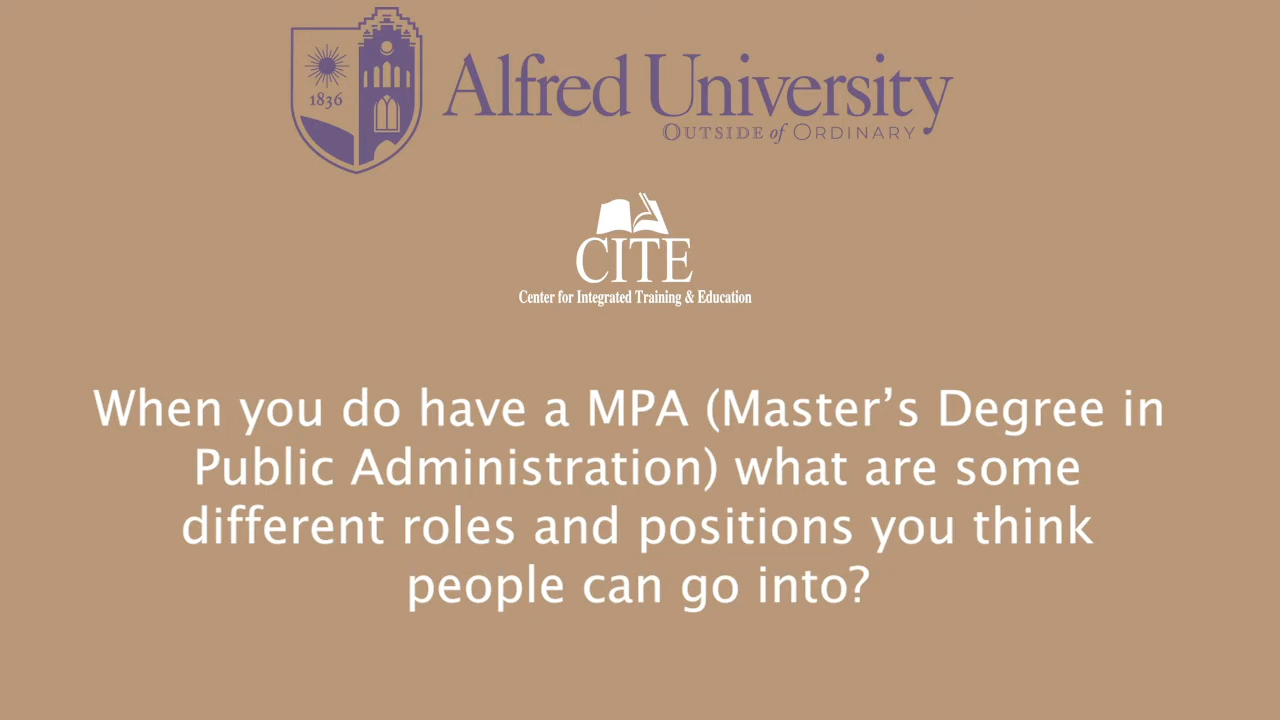 1836
Alfred University
OUTSIDE of ORDINARY
CITE
Center for Integrated Training & Education
When you do have a MPA (Master’s Degree in
Public Administration) what are some
different roles and positions you think
people can go into?